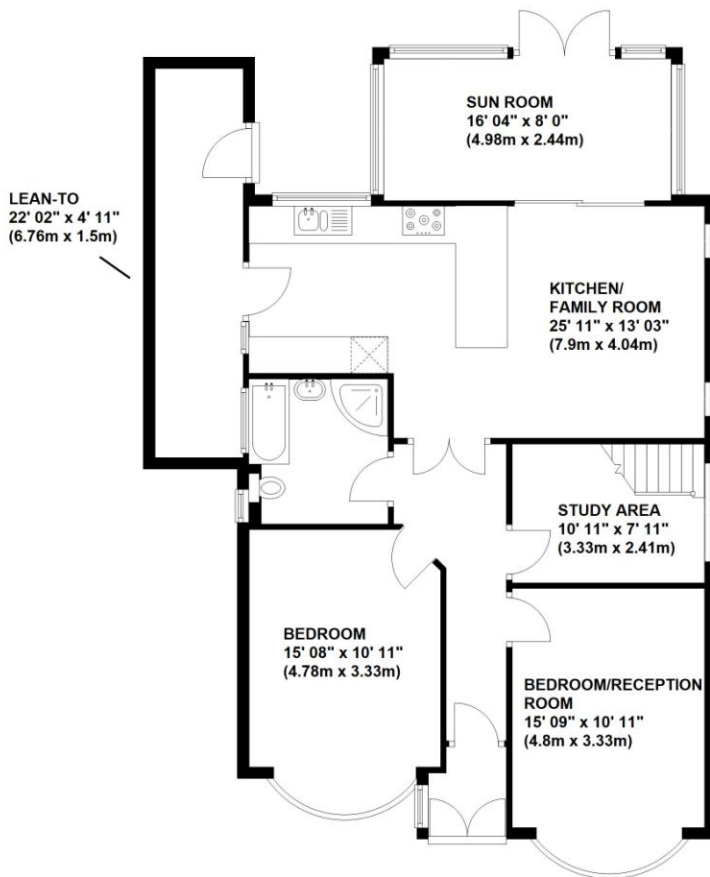 SUN ROOM
16' 04" x 8' 0"
(4.98m x 2.44m)
LEAN-TO
22' 02" x 4' 11"
(6.76m x 1.5m)
KITCHEN/
FAMILY ROOM
25' 11" x 13' 03"
(7.9m x 4.04m)
STUDY AREA
10' 11" x 7' 11"
(3.33m x 2.41m)
BEDROOM
15' 08" x 10' 11"
(4.78m x 3.33m)
BEDROOM/RECEPTION
ROOM
15' 09" x 10' 11"
(4.8m x 3.33m)